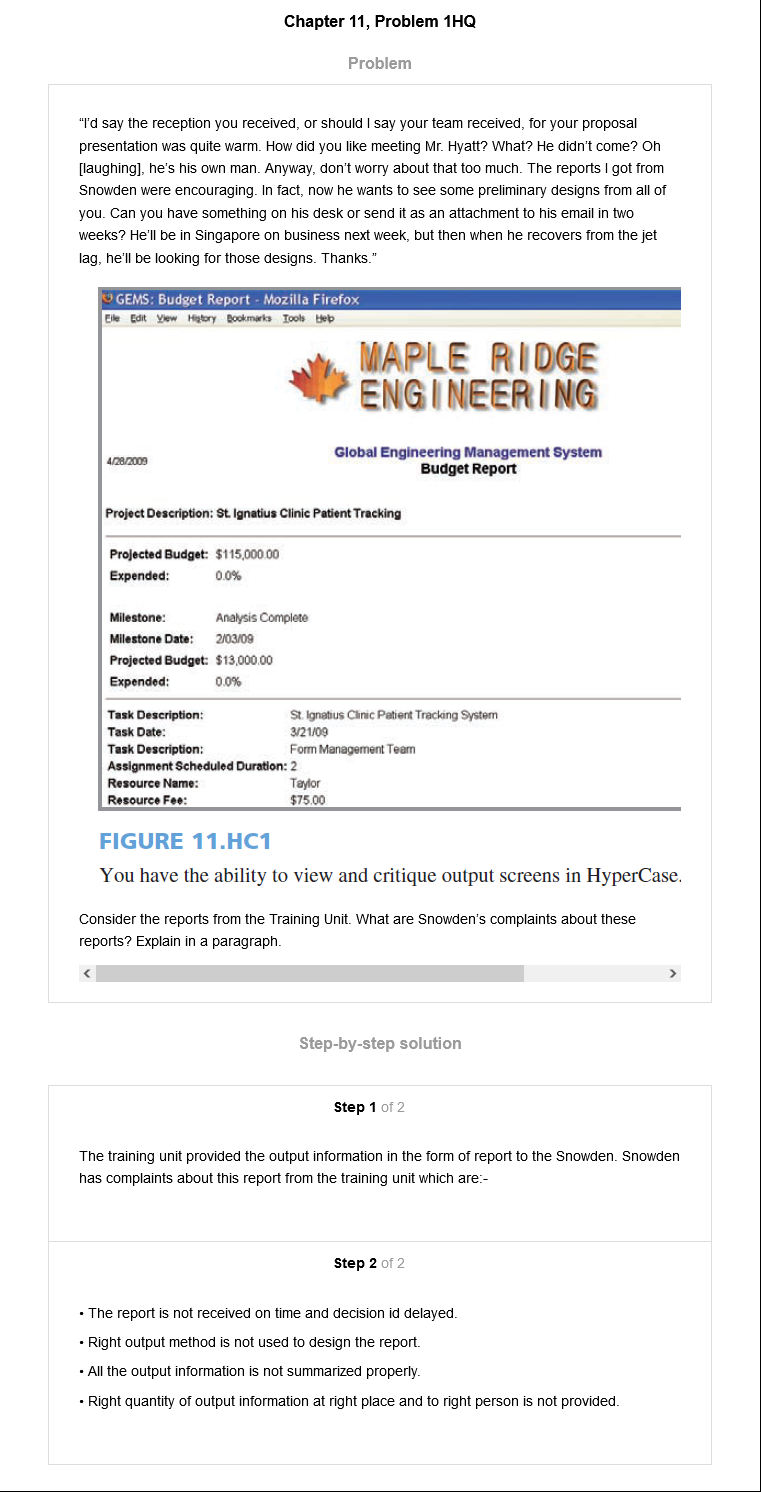 Chapter 11, Problem 1HQ
Problem
“I’d say the reception you received, or should I say your team received, for your proposal
presentation was quite warm. How did you like meeting Mr. Hyatt? What? He didn’t come? Oh
[laughing], he’s his own man. Anyway, don’t worry about that too much. The reports I got from
Snowden were encouraging. In fact, now he wants to see some preliminary designs from all of
you. Can you have something on his desk or send it as an attachment to his email in two
weeks? He’ll be in Singapore on business next week, but then when he recovers from the jet
lag, he’ll be looking for those designs. Thanks.”
GEMS: Budget Report - Mozilla Firefox
File Edit View History Bookmarks Tools Help
MAPLE RIDGE
ENGINEERING
Global Engineering Management System
4/28/2009
Budget Report
Project Description: St. Ignatius Clinic Patient Tracking
Projected Budget: $115,000.00
Expended: 0.0%
Milestone: Analysis Complete
Milestone Date: 2/03/09
Projected Budget: $13,000.00
Expended: 0.0%
Task Description: St. Ignatius Clinic Patient Tracking System
Task Date: 3/21/09
Task Description: Form Management Team
Assignment Scheduled Duration: 2
Resource Name: Taylor
Resource Fee: $75.00
FIGURE 11.HC1
You have the ability to view and critique output screens in HyperCase.
Consider the reports from the Training Unit. What are Snowden’s complaints about these
reports? Explain in a paragraph.
Step-by-step solution
Step 1 of 2
The training unit provided the output information in the form of report to the Snowden. Snowden
has complaints about this report from the training unit which are:-
Step 2 of 2
• The report is not received on time and decision id delayed.
• Right output method is not used to design the report.
• All the output information is not summarized properly.
• Right quantity of output information at right place and to right person is not provided.